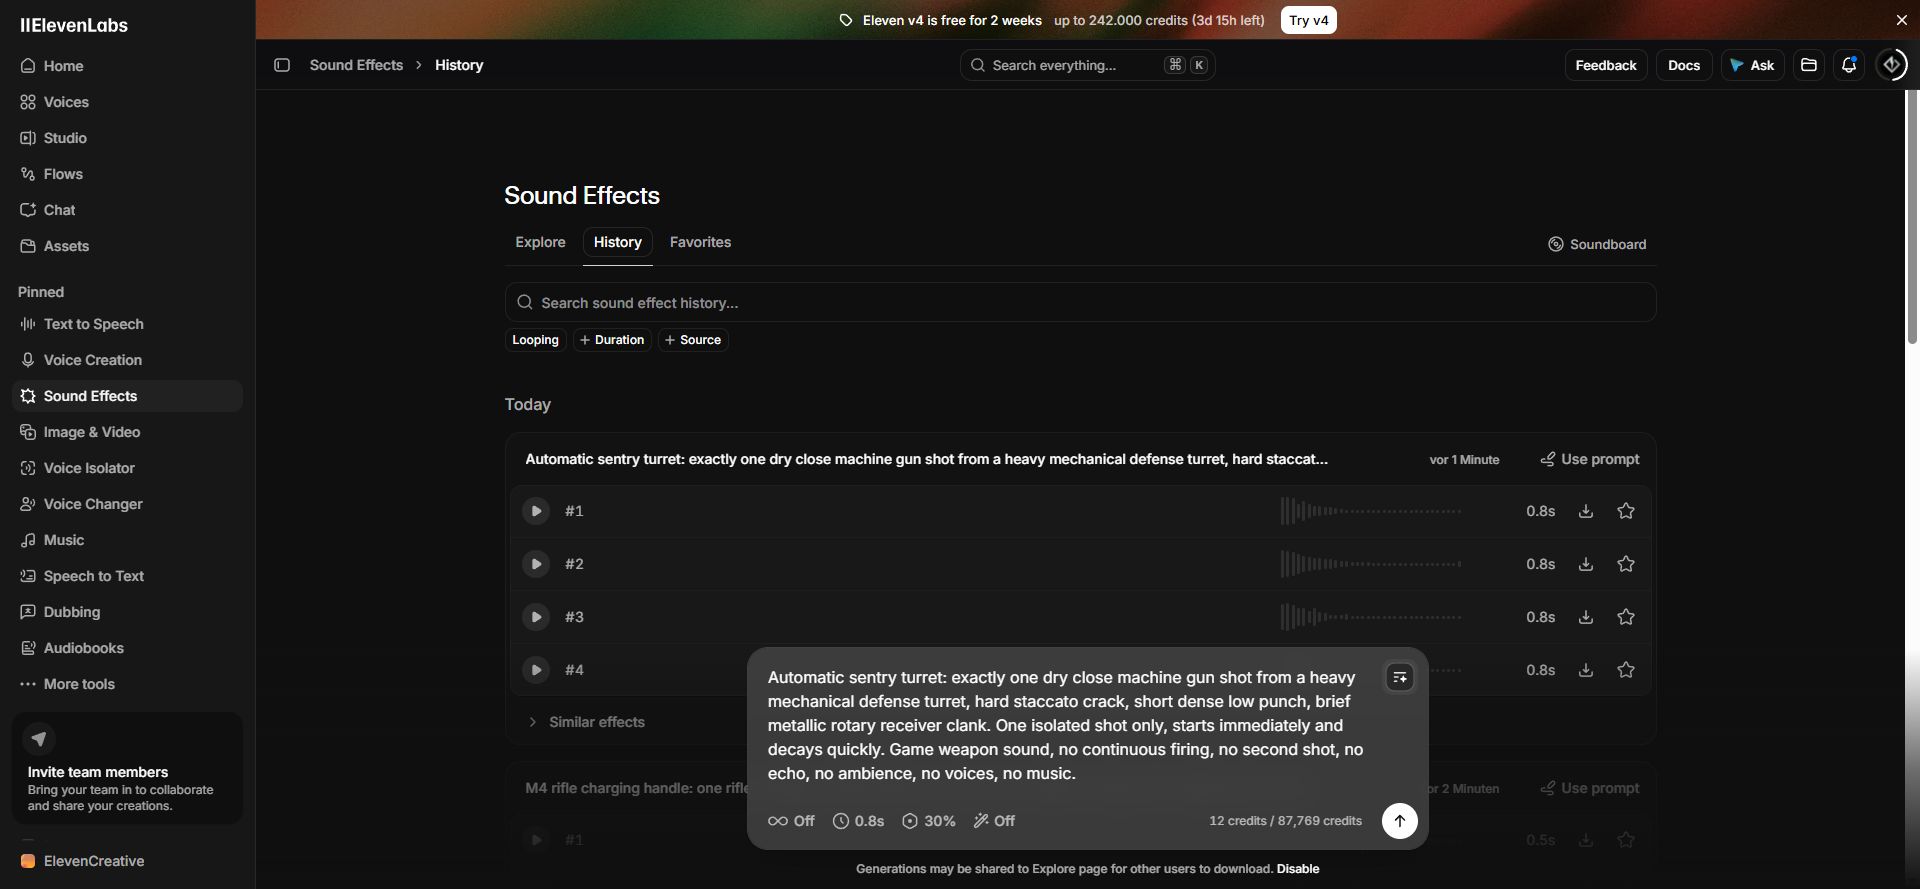 IIElevenLabs
Eleven v4 is free for 2 weeks up to 242.000 credits (3d 15h left) Try v4
Home
Voices
Studio
Flows
Chat
Assets
Pinned
Text to Speech
Voice Creation
Sound Effects
Image & Video
Voice Isolator
Voice Changer
Music
Speech to Text
Dubbing
Audiobooks
More tools
Invite team members
Bring your team in to collaborate
and share your creations.
ElevenCreative
Sound Effects > History
Search everything... ⌘ K
Feedback Docs Ask
Sound Effects
Explore History Favorites
Soundboard
Search sound effect history...
Looping + Duration + Source
Today
Automatic sentry turret: exactly one dry close machine gun shot from a heavy mechanical defense turret, hard staccat... vor 1 Minute Use prompt
#1 0.8s
#2 0.8s
#3 0.8s
#4 0.8s
Similar effects
M4 rifle charging handle: one rifle
or 2 Minuten Use prompt
#1 0.5s
Automatic sentry turret: exactly one dry close machine gun shot from a heavy
mechanical defense turret, hard staccato crack, short dense low punch, brief
metallic rotary receiver clank. One isolated shot only, starts immediately and
decays quickly. Game weapon sound, no continuous firing, no second shot, no
echo, no ambience, no voices, no music.
Off 0.8s 30% Off 12 credits / 87,769 credits
Generations may be shared to Explore page for other users to download. Disable